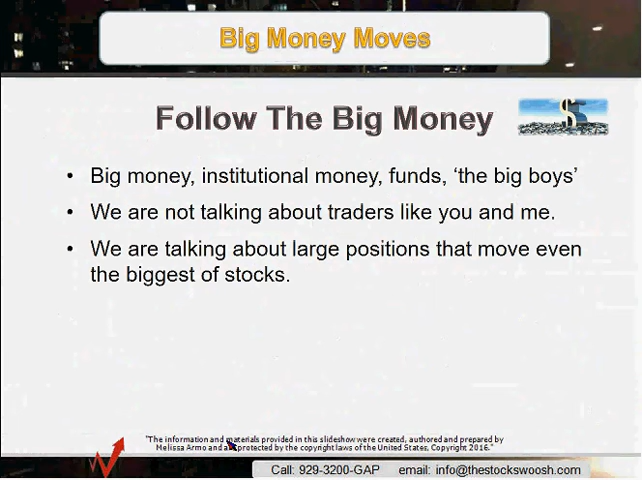 Big Money Moves
Follow The Big Money
• Big money, institutional money, funds, ‘the big boys’
• We are not talking about traders like you and me.
• We are talking about large positions that move even
the biggest of stocks.
"The information and materials provided in this slideshow were created, authored and prepared by
Melissa Armo and all protected by the copyright laws of the United States, Copyright 2016."
Call: 929-3200-GAP email: info@thestockswoosh.com